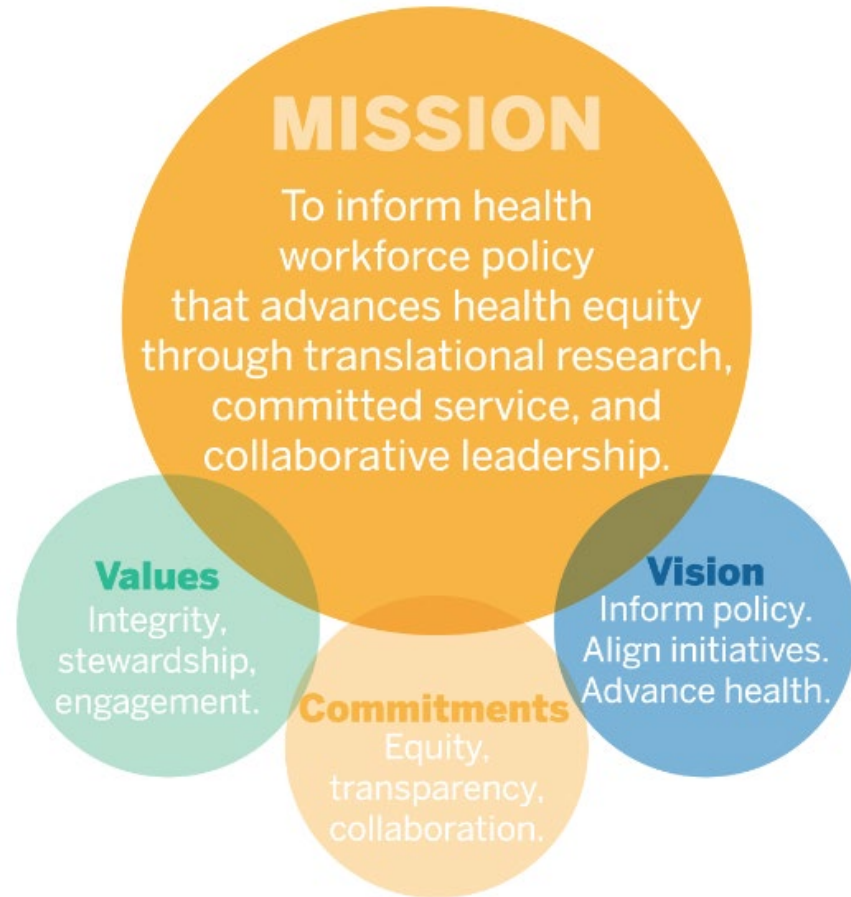 MISSION
To inform health
workforce policy
that advances health equity
through translational research,
committed service, and
collaborative leadership.
Values
Integrity,
stewardship,
engagement.
Commitments
Equity,
transparency,
collaboration.
Vision
Inform policy.
Align initiatives.
Advance health.